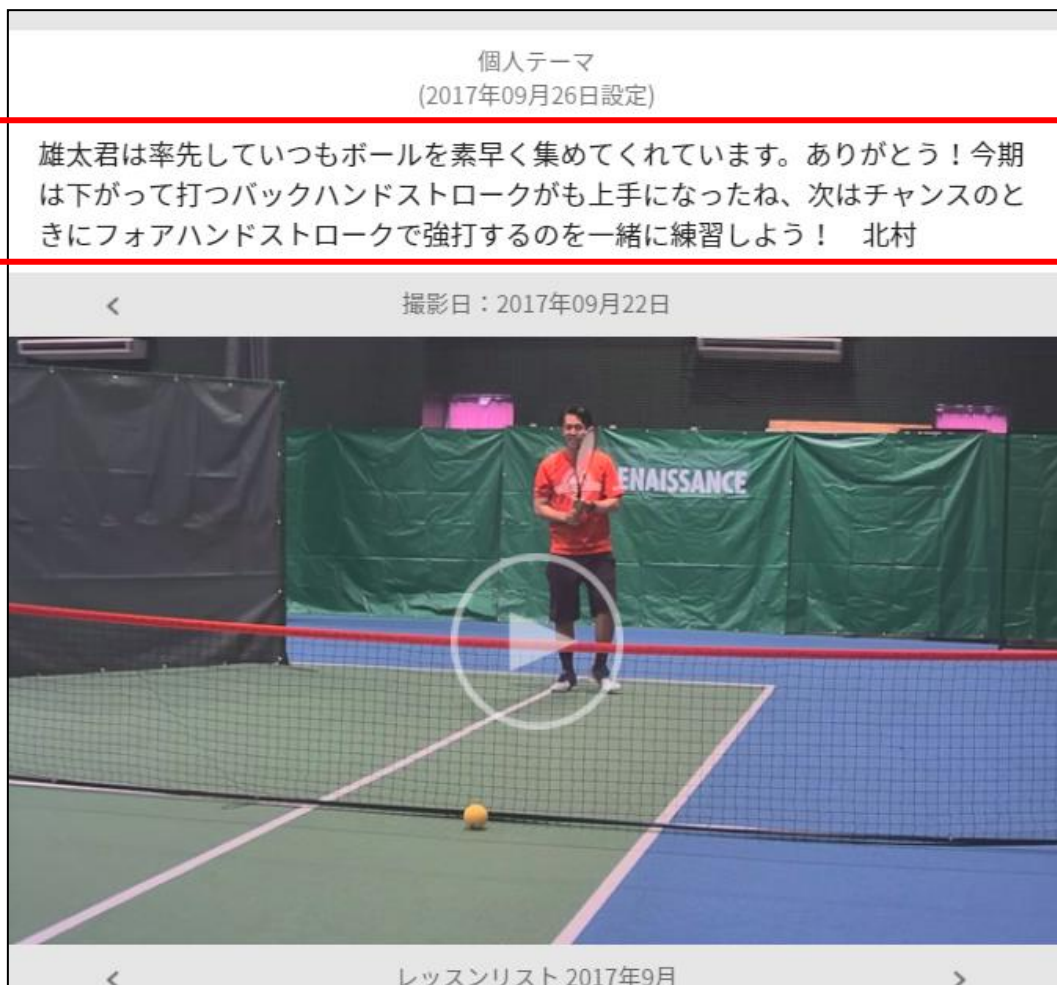 個人テーマ
(2017年09月26日設定)
雄太君は率先していつもボールを素早く集めてくれています。ありがとう！今期
は下がって打つバックハンドストロークがも上手になったね、次はチャンスのと
きにフォアハンドストロークで強打するのを一緒に練習しよう！　北村
< 撮影日：2017年09月22日
ENAISSANCE
< レッスンリスト 2017年9月 >